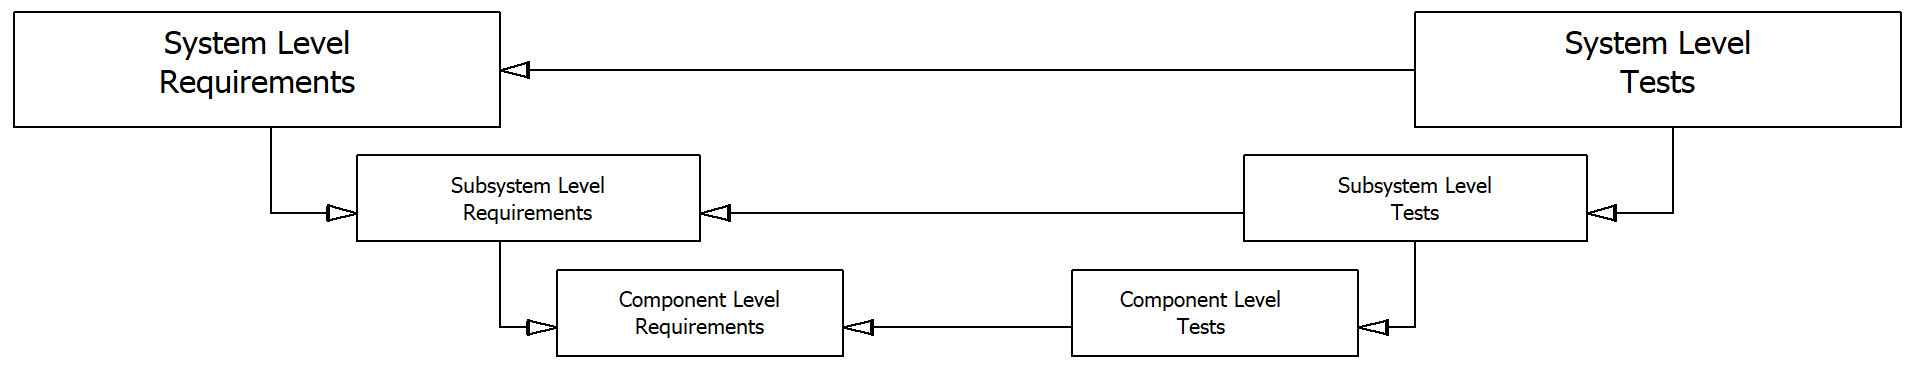 System Level
Requirements
System Level
Tests
Subsystem Level
Requirements
Subsystem Level
Tests
Component Level
Requirements
Component Level
Tests